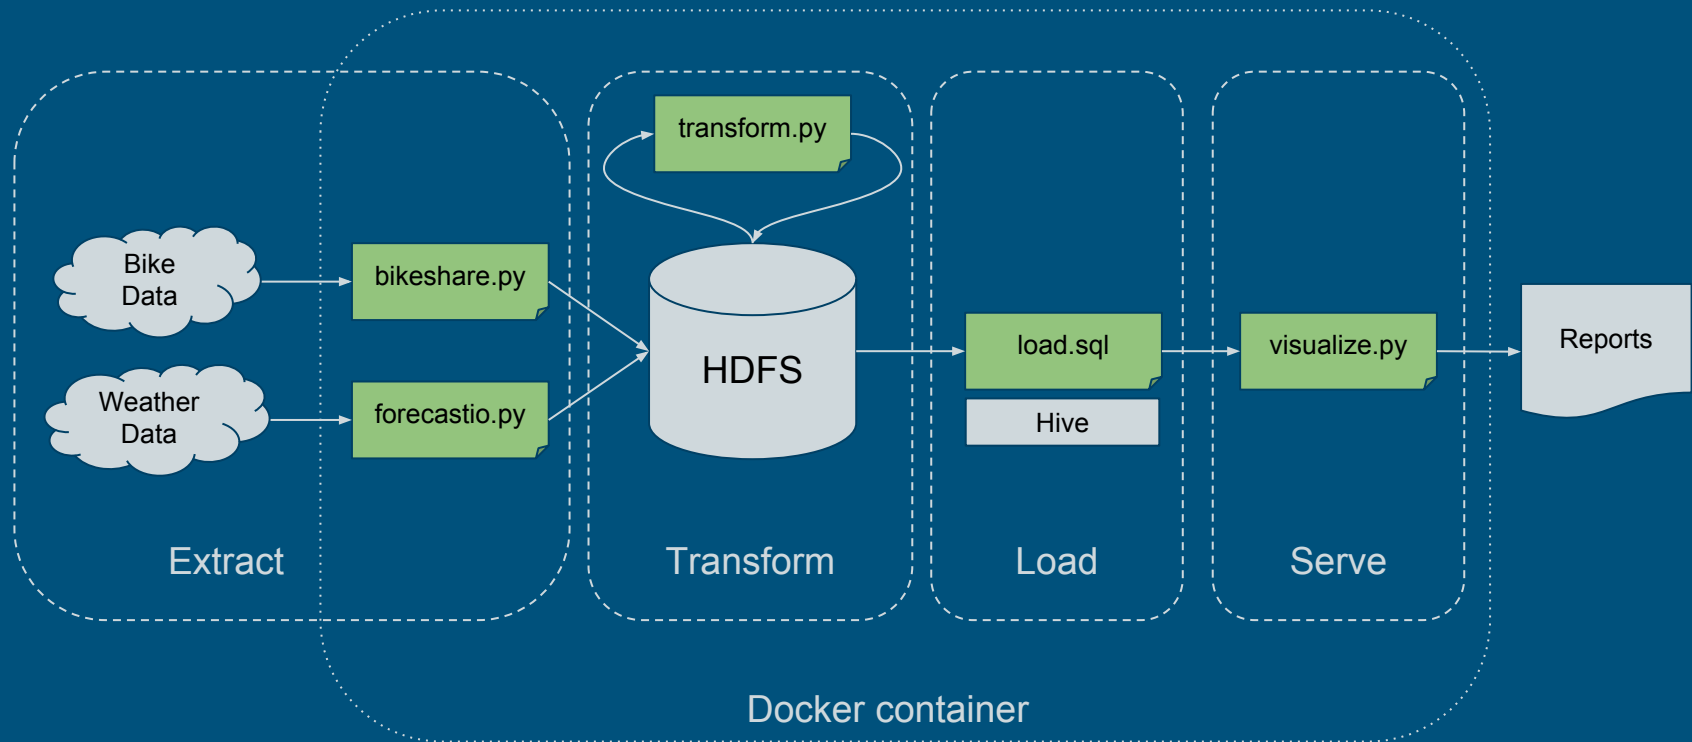 transform.py
Bike
Data
bikeshare.py
Weather
Data
forecastio.py
HDFS
load.sql
Hive
visualize.py
Reports
Extract
Transform
Load
Serve
Docker container